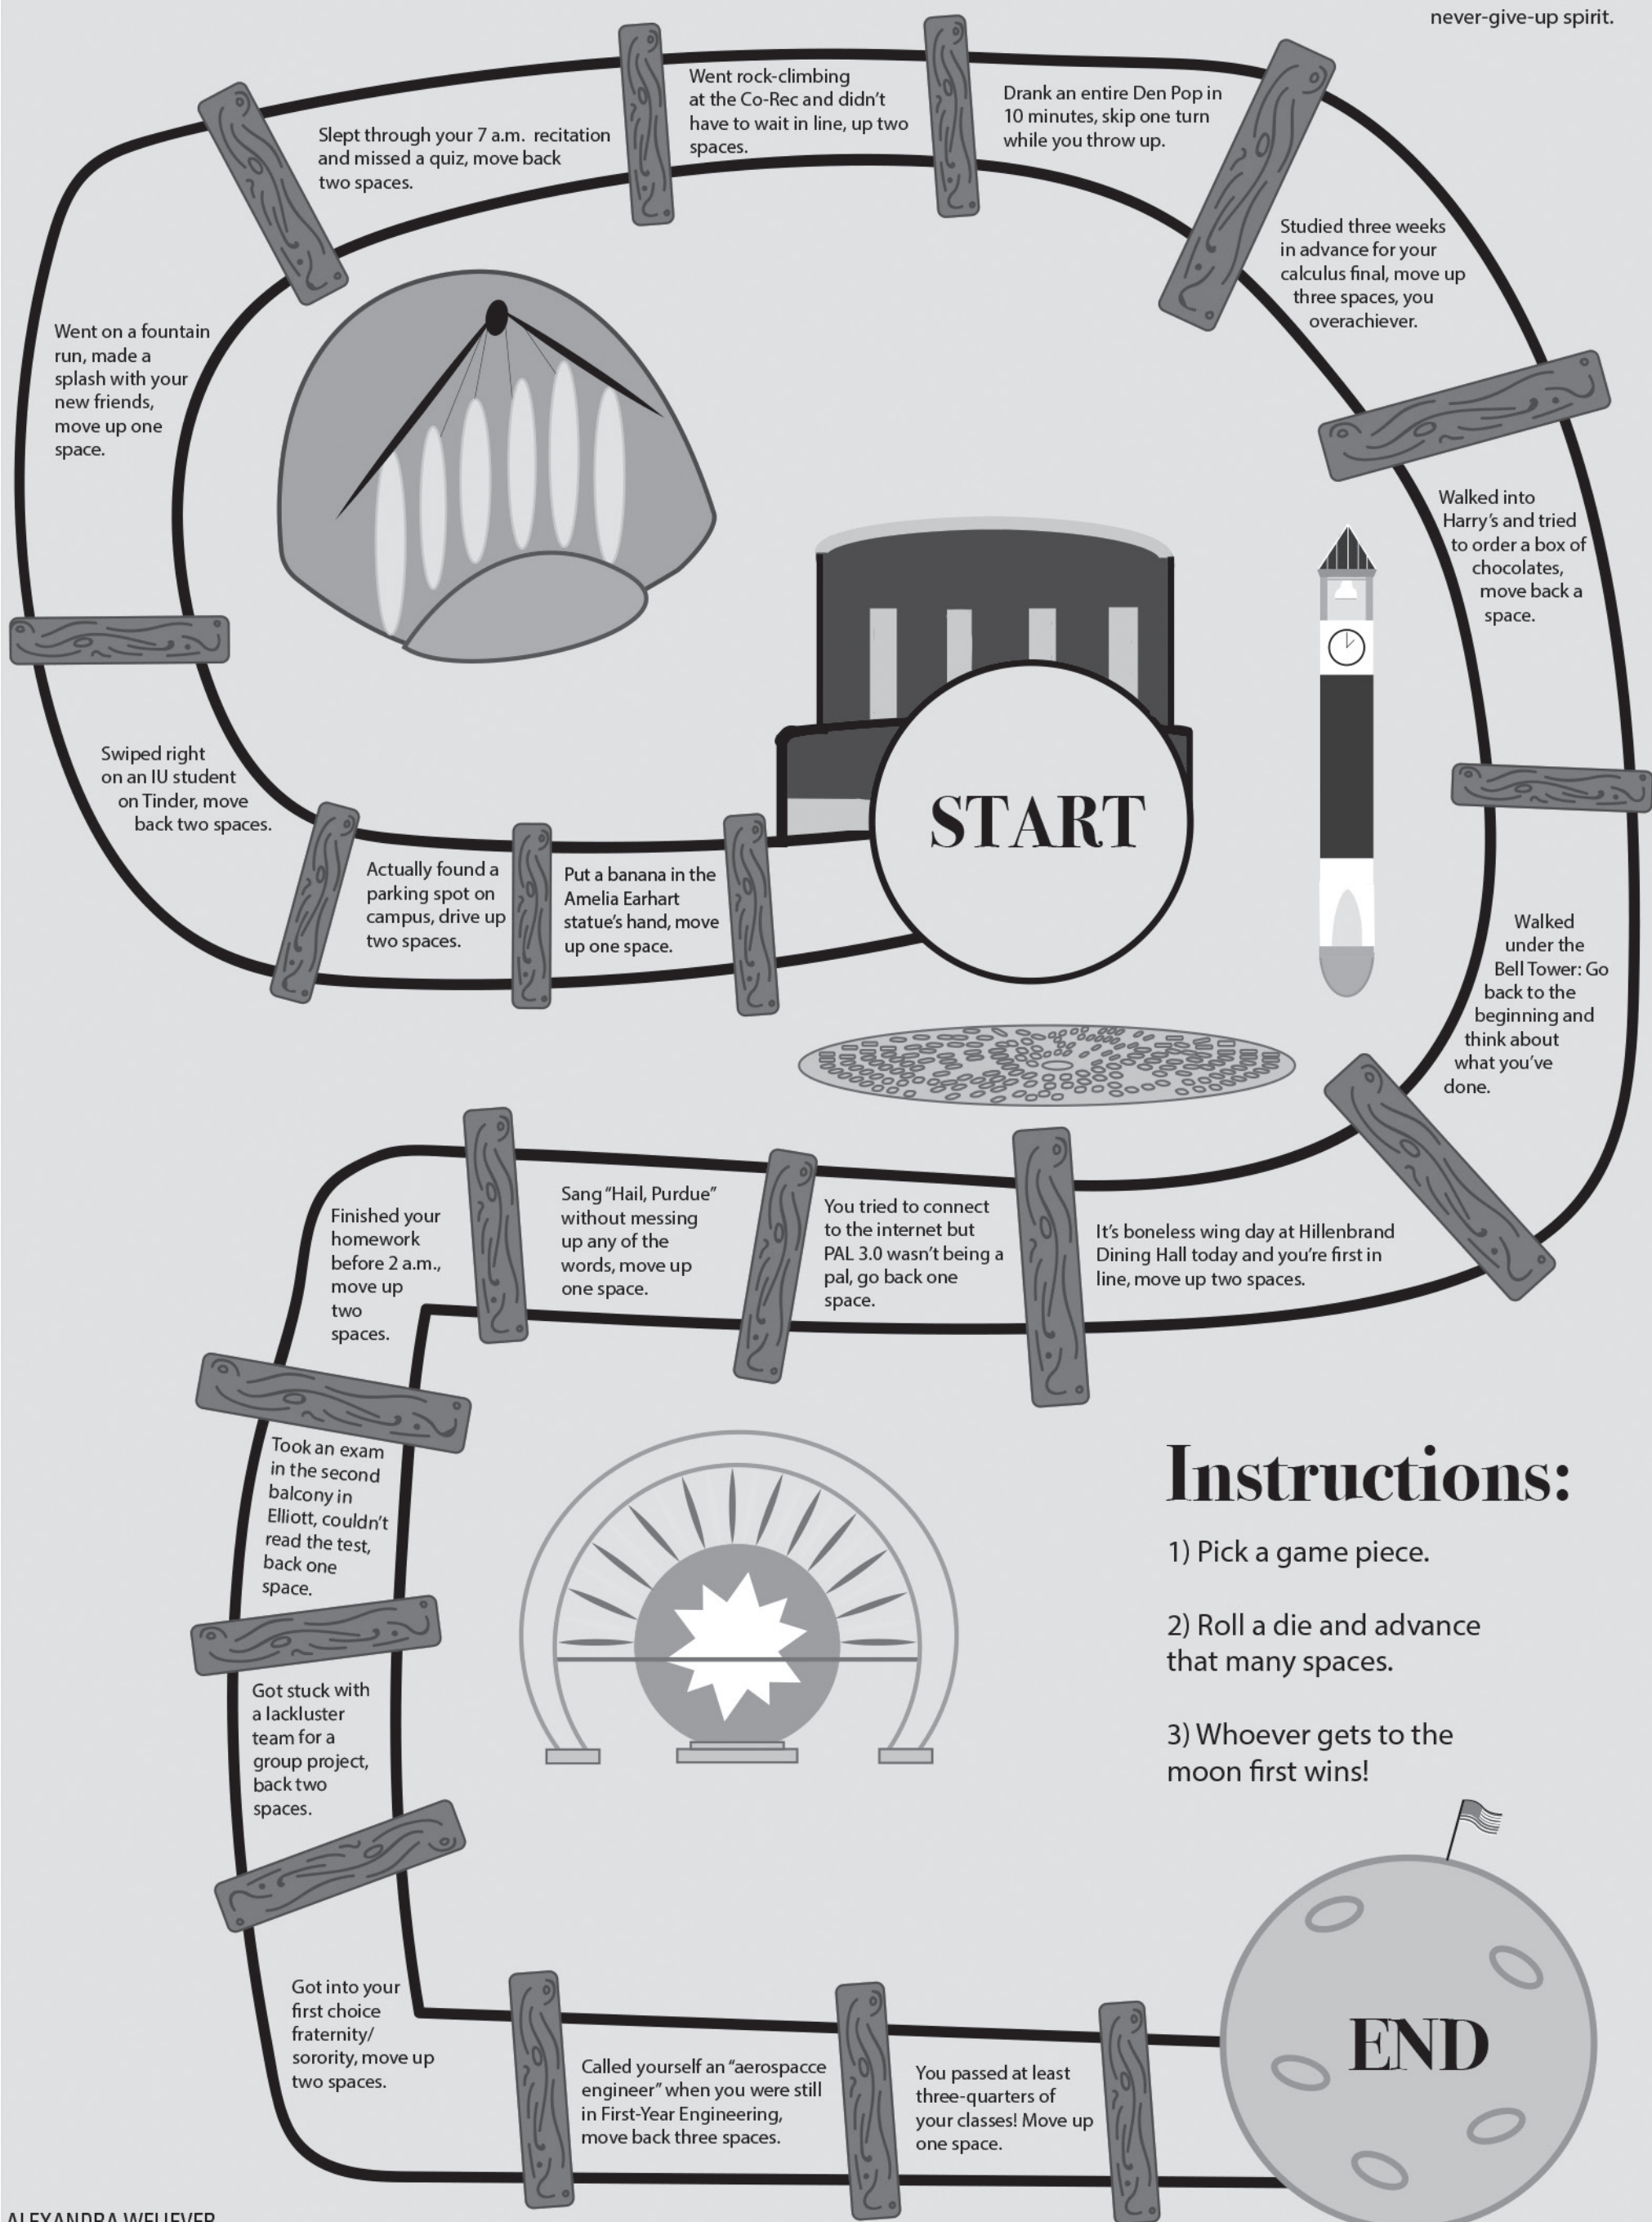 never-give-up spirit.
START
Put a banana in the
Amelia Earhart
statue's hand, move
up one space.
Actually found a
parking spot on
campus, drive up
two spaces.
Swiped right
on an IU student
on Tinder, move
back two spaces.
Went on a fountain
run, made a
splash with your
new friends,
move up one
space.
Slept through your 7 a.m. recitation
and missed a quiz, move back
two spaces.
Went rock-climbing
at the Co-Rec and didn't
have to wait in line, up two
spaces.
Drank an entire Den Pop in
10 minutes, skip one turn
while you throw up.
Studied three weeks
in advance for your
calculus final, move up
three spaces, you
overachiever.
Walked into
Harry's and tried
to order a box of
chocolates,
move back a
space.
Walked
under the
Bell Tower: Go
back to the
beginning and
think about
what you've
done.
It's boneless wing day at Hillenbrand
Dining Hall today and you're first in
line, move up two spaces.
You tried to connect
to the internet but
PAL 3.0 wasn't being a
pal, go back one
space.
Sang "Hail, Purdue"
without messing
up any of the
words, move up
one space.
Finished your
homework
before 2 a.m.,
move up
two
spaces.
Took an exam
in the second
balcony in
Elliott, couldn't
read the test,
back one
space.
Got stuck with
a lackluster
team for a
group project,
back two
spaces.
Got into your
first choice
fraternity/
sorority, move up
two spaces.
Called yourself an "aerospacce
engineer" when you were still
in First-Year Engineering,
move back three spaces.
You passed at least
three-quarters of
your classes! Move up
one space.
END
Instructions:
1) Pick a game piece.
2) Roll a die and advance
that many spaces.
3) Whoever gets to the
moon first wins!
ALEXANDRA WELIEVER